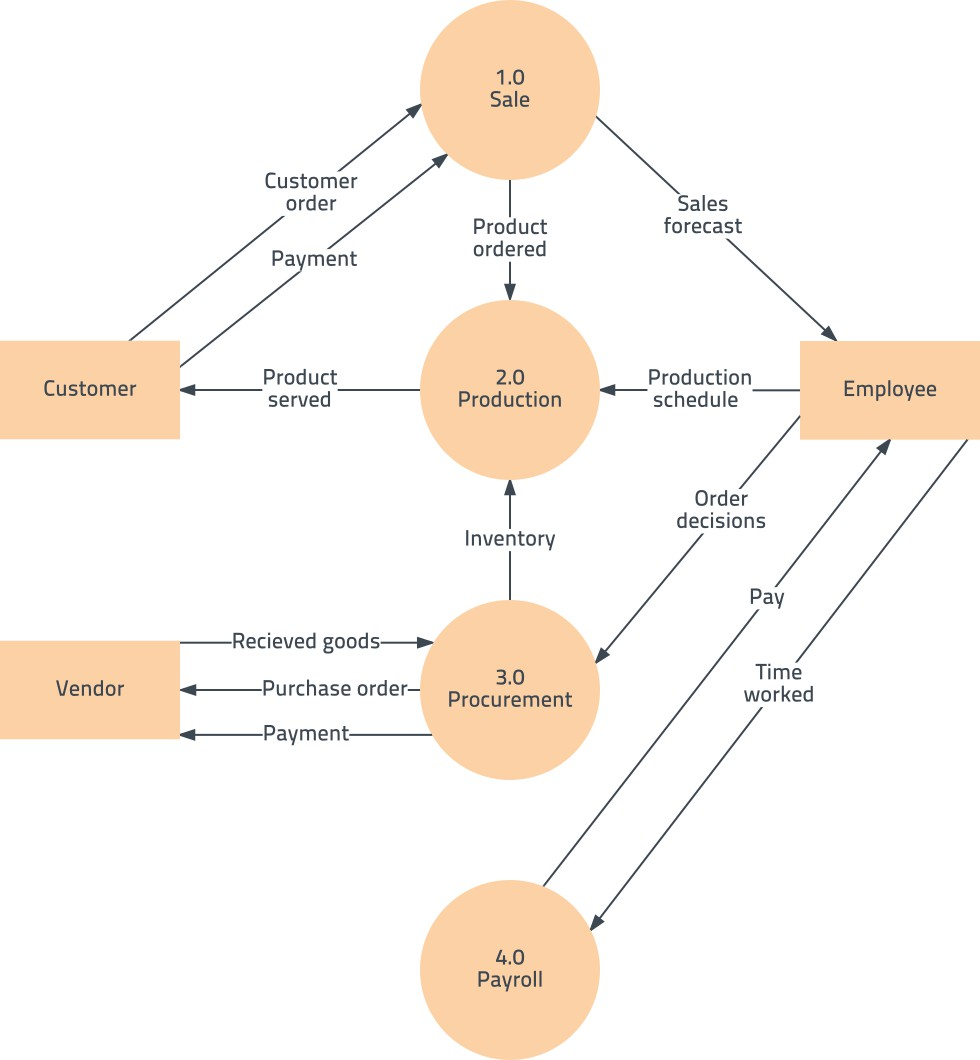 1.0
Sale
Customer
order
Sales
forecast
Product
ordered
Payment
Customer
Product
served
2.0
Production
Production
schedule
Employee
Order
decisions
Inventory
Pay
Recieved goods
Vendor
Purchase order
3.0
Procurement
Time
worked
Payment
4.0
Payroll